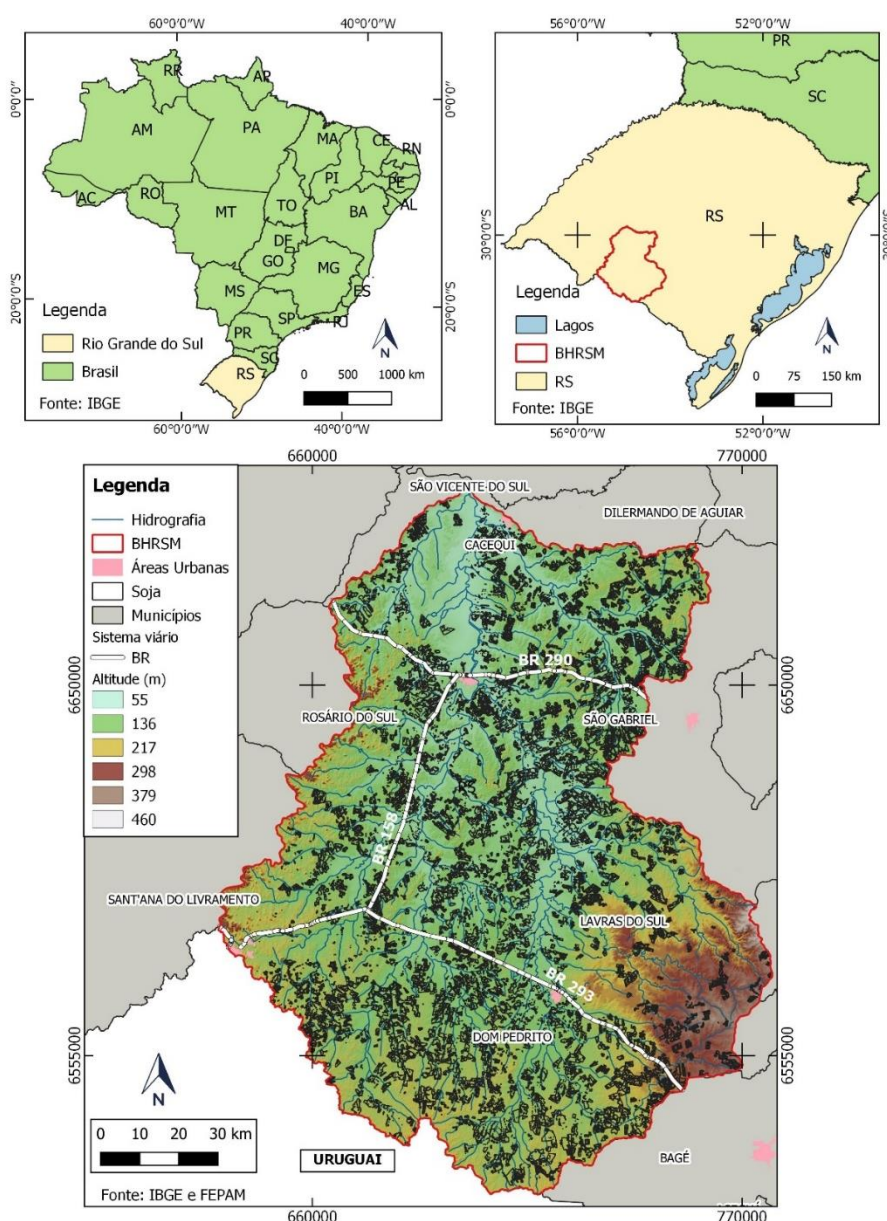 60°0'0"W
40°0'0"W
0°0'0"S
0°0'0"S
RR
AP
AM
PA
MA
CE
RN
PI
PE
AC
RO
TO
AL
MT
BA
DF
GO
MG
MS
ES
SP
RJ
PR
SC
RS
20°0'0"S
20°0'0"S
Legenda
Rio Grande do Sul
Brasil
Fonte: IBGE
N
0 500 1000 km
60°0'0"W
40°0'0"W
56°0'0"W
52°0'0"W
PR
SC
RS
30°0'0"S
30°0'0"S
Legenda
Lagos
BHRSM
RS
Fonte: IBGE
N
0 75 150 km
56°0'0"W
52°0'0"W
660000
770000
Legenda
Hidrografia
BHRSM
Áreas Urbanas
Soja
Municípios
Sistema viário
BR
Altitude (m)
55
136
217
298
379
460
SÃO VICENTE DO SUL
DILERMANDO DE AGUIAR
CACEQUI
BR 290
6650000
6650000
ROSÁRIO DO SUL
SÃO GABRIEL
BR 158
SANT'ANA DO LIVRAMENTO
LAVRAS DO SUL
BR 293
DOM PEDRITO
6555000
6555000
N
0 10 20 30 km
URUGUAI
BAGÉ
Fonte: IBGE e FEPAM
660000
770000